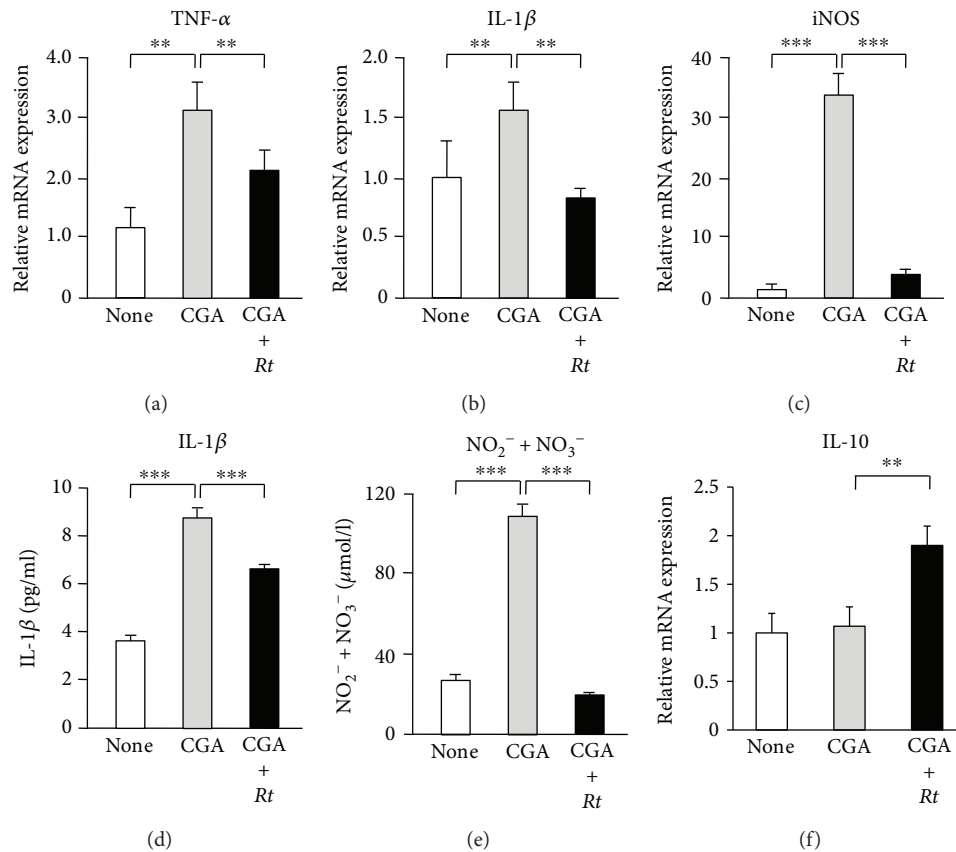 TNF-α
**
**
Relative mRNA expression
4.0
3.0
2.0
1.0
0
None
CGA
CGA
+
Rt
(a)
IL-1β
**
**
Relative mRNA expression
2.0
1.5
1.0
0.5
0
None
CGA
CGA
+
Rt
(b)
iNOS
***
***
Relative mRNA expression
40
30
20
10
0
None
CGA
CGA
+
Rt
(c)
IL-1β
***
***
IL-1β (pg/ml)
10
8
6
4
2
0
None
CGA
CGA
+
Rt
(d)
NO₂⁻ + NO₃⁻
***
***
NO₂⁻ + NO₃⁻ (μmol/l)
120
80
40
0
None
CGA
CGA
+
Rt
(e)
IL-10
**
Relative mRNA expression
2.5
2
1.5
1
0.5
0
None
CGA
CGA
+
Rt
(f)